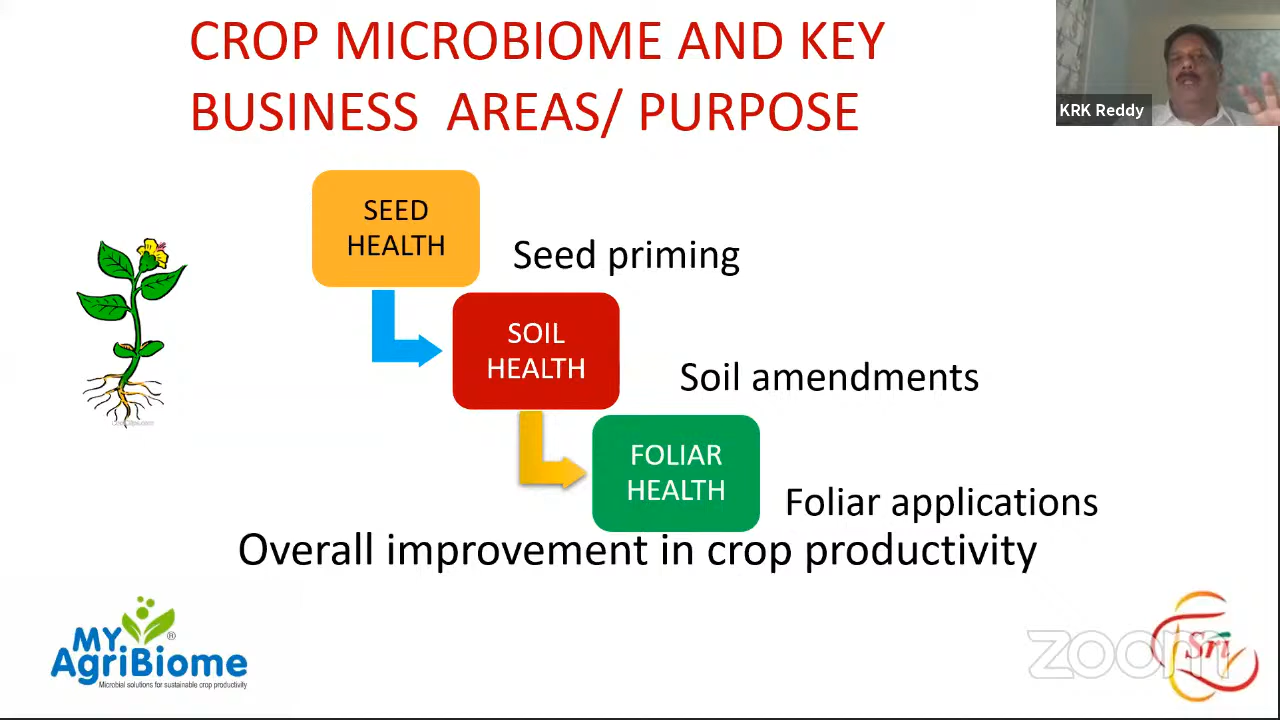 CROP MICROBIOME AND KEY
BUSINESS AREAS/ PURPOSE
KRK Reddy
SEED
HEALTH
Seed priming
SOIL
HEALTH
Soil amendments
FOLIAR
HEALTH
Foliar applications
Overall improvement in crop productivity
MY
AgriBiome®
Microbial solutions for sustainable crop productivity
zoom
Sri